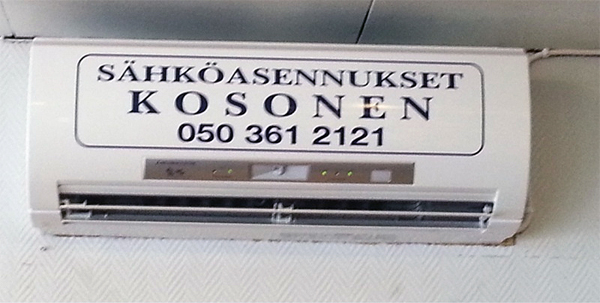 SÄHKÖASENNUKSET
KOSONEN
050 361 2121